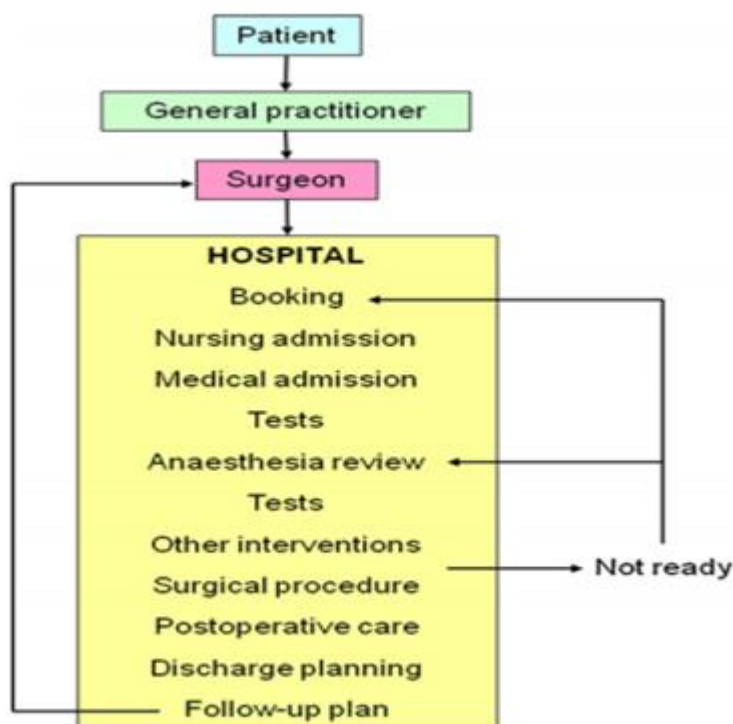 Patient
General practitioner
Surgeon
HOSPITAL
Booking
Nursing admission
Medical admission
Tests
Anaesthesia review
Tests
Other interventions
Not ready
Surgical procedure
Postoperative care
Discharge planning
Follow-up plan